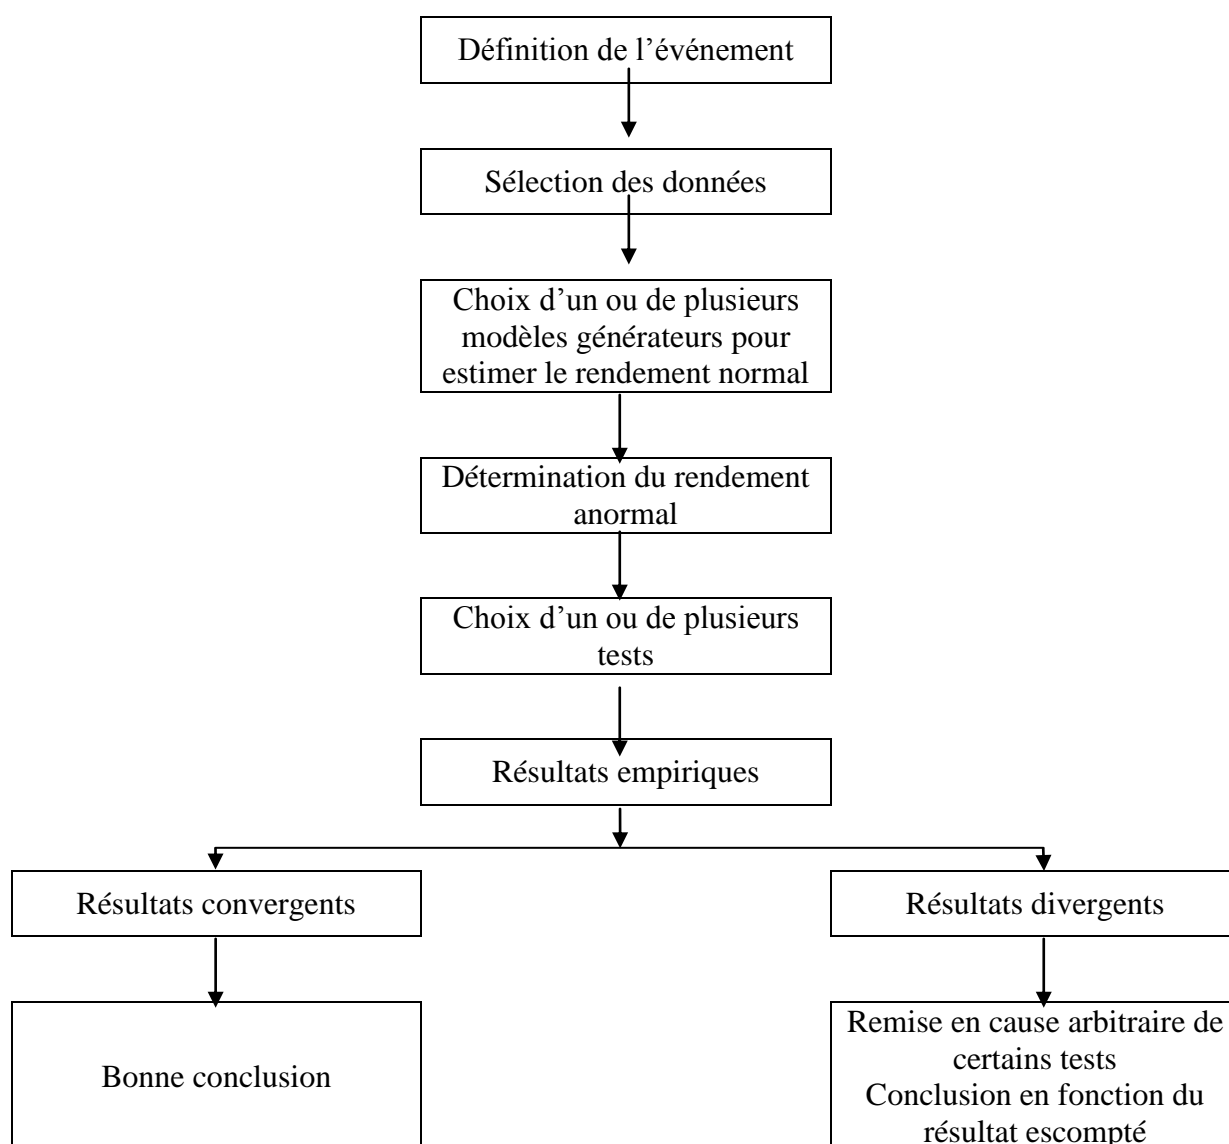 Définition de l’événement
Sélection des données
Choix d’un ou de plusieurs
modèles générateurs pour
estimer le rendement normal
Détermination du rendement
anormal
Choix d’un ou de plusieurs
tests
Résultats empiriques
Résultats convergents
Résultats divergents
Bonne conclusion
Remise en cause arbitraire de
certains tests
Conclusion en fonction du
résultat escompté